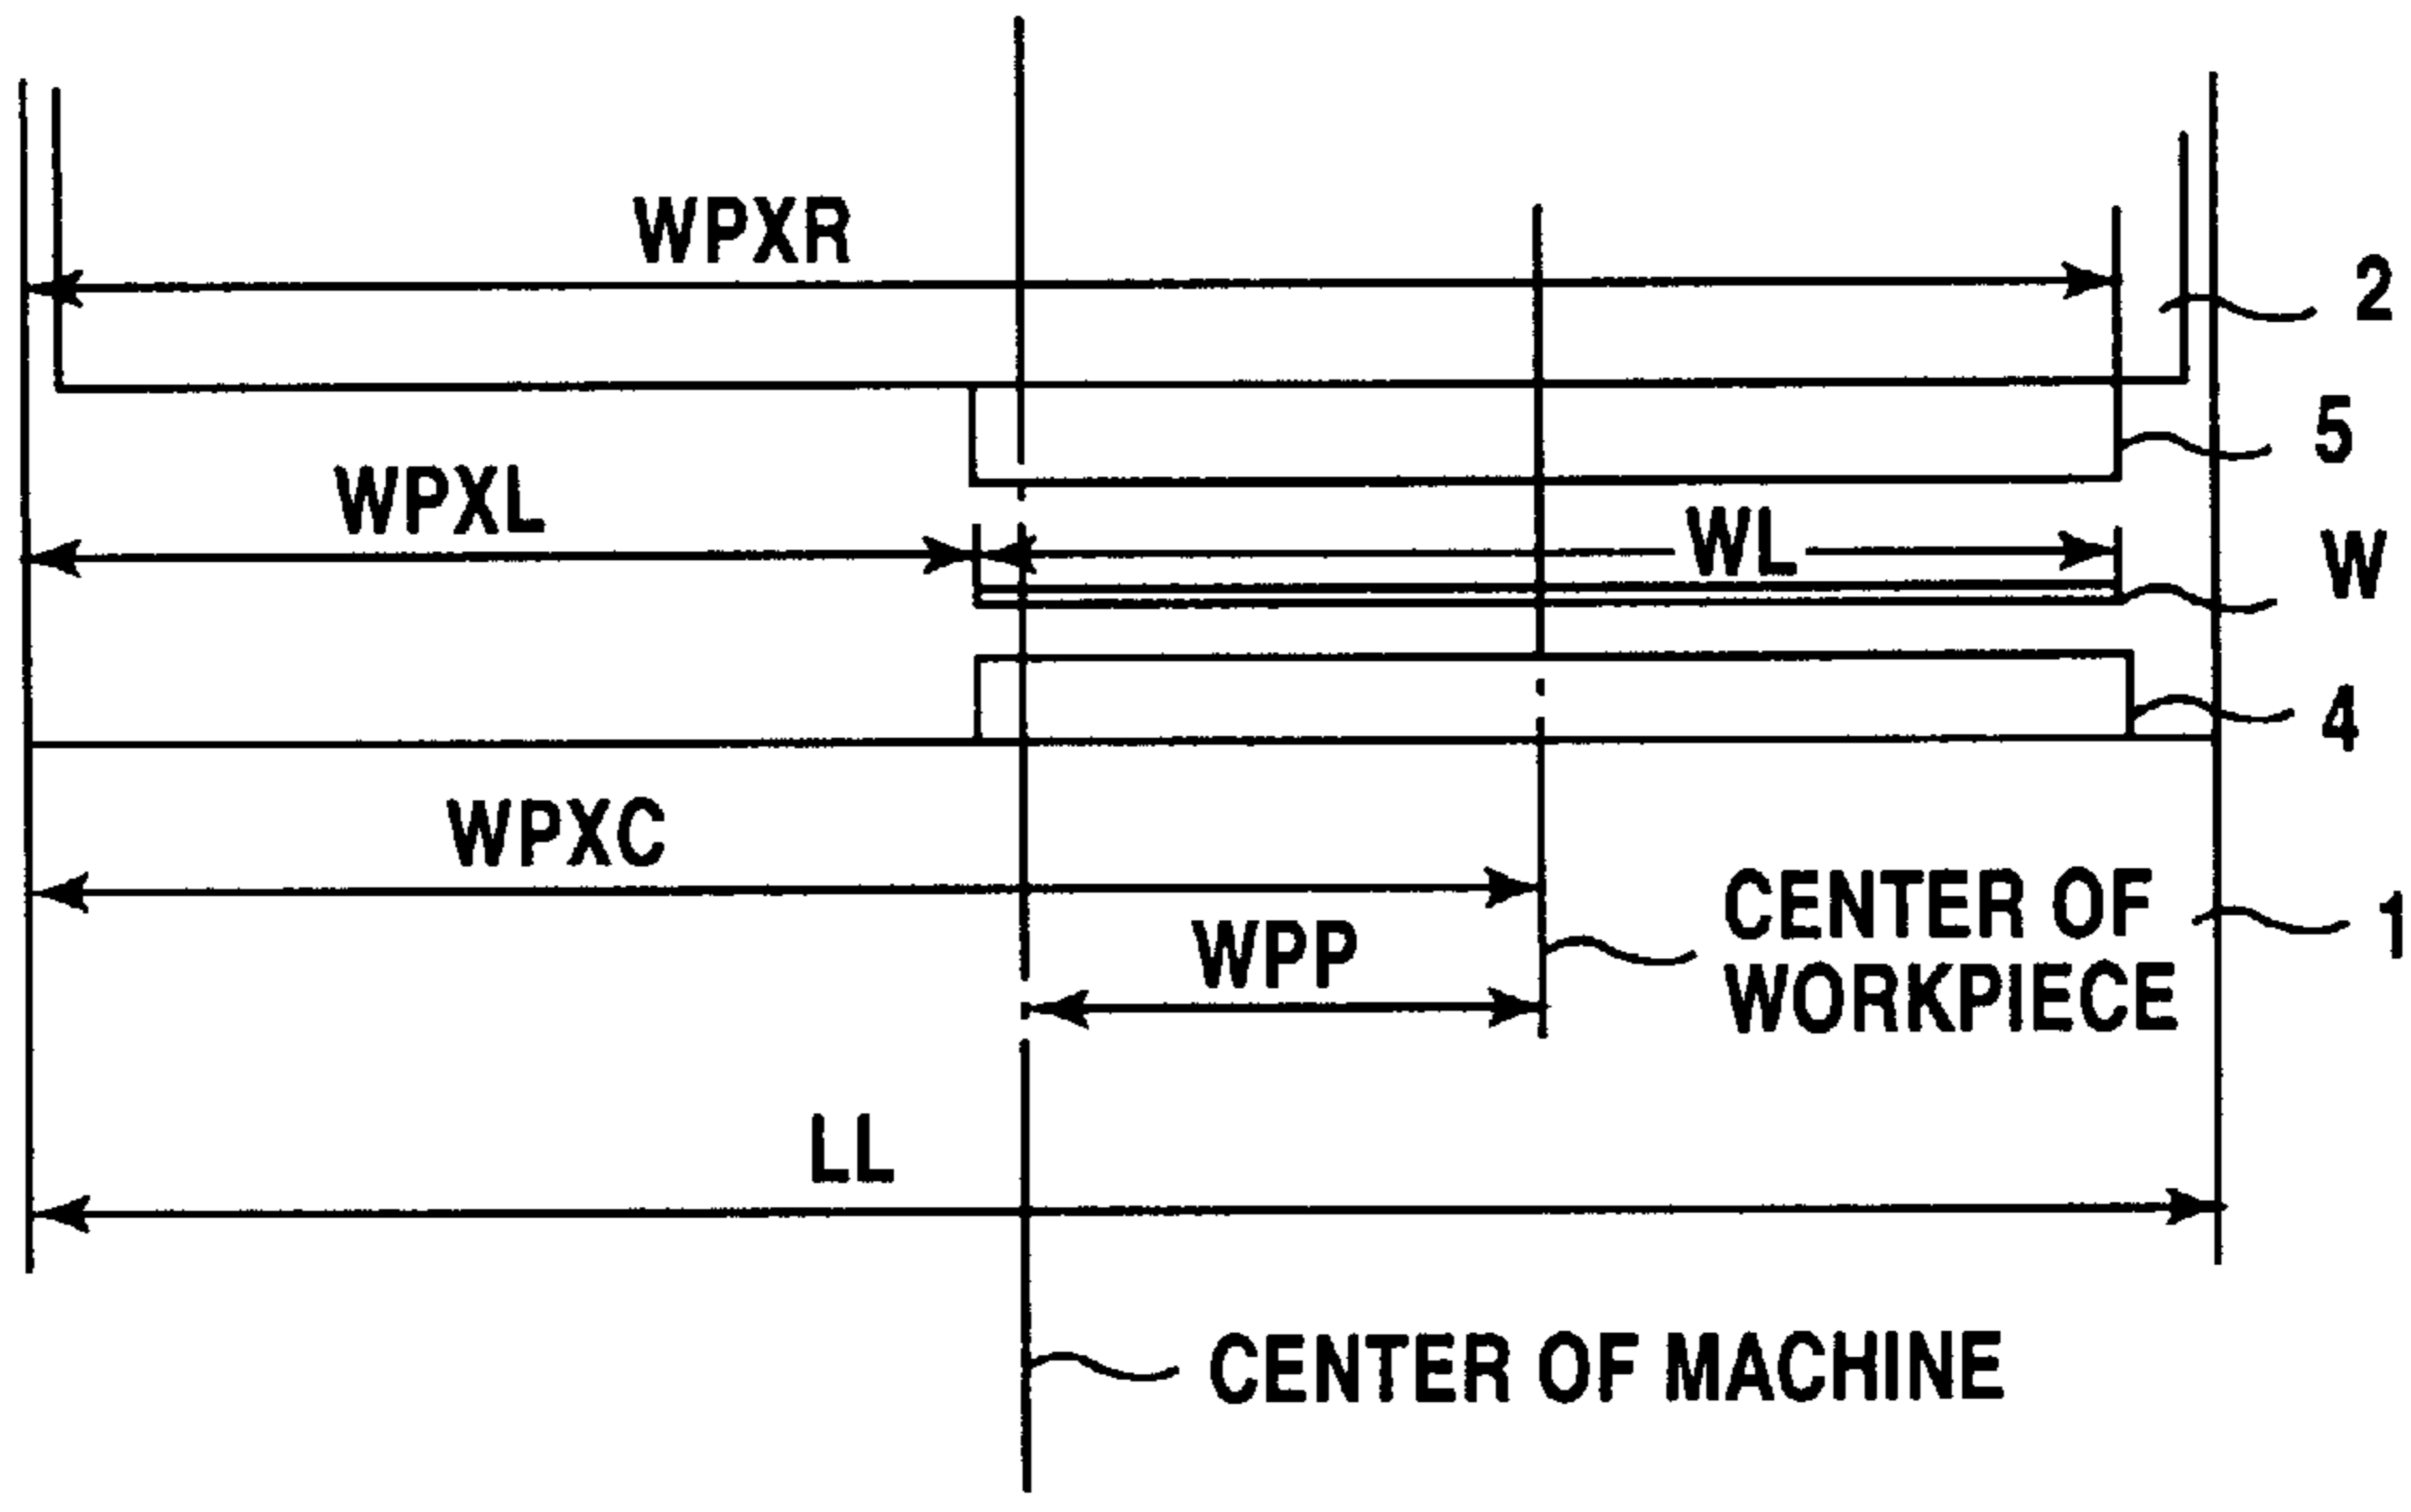 WPXR
2
5
WPXL
WL
W
4
WPXC
CENTER OF
WORKPIECE
1
WPP
LL
CENTER OF MACHINE